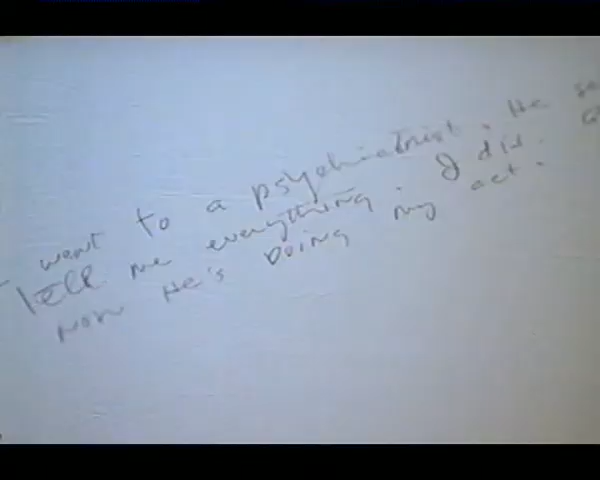 went to a psychiatrist. He
tell me everything. I did.
Now He's Doing my act.